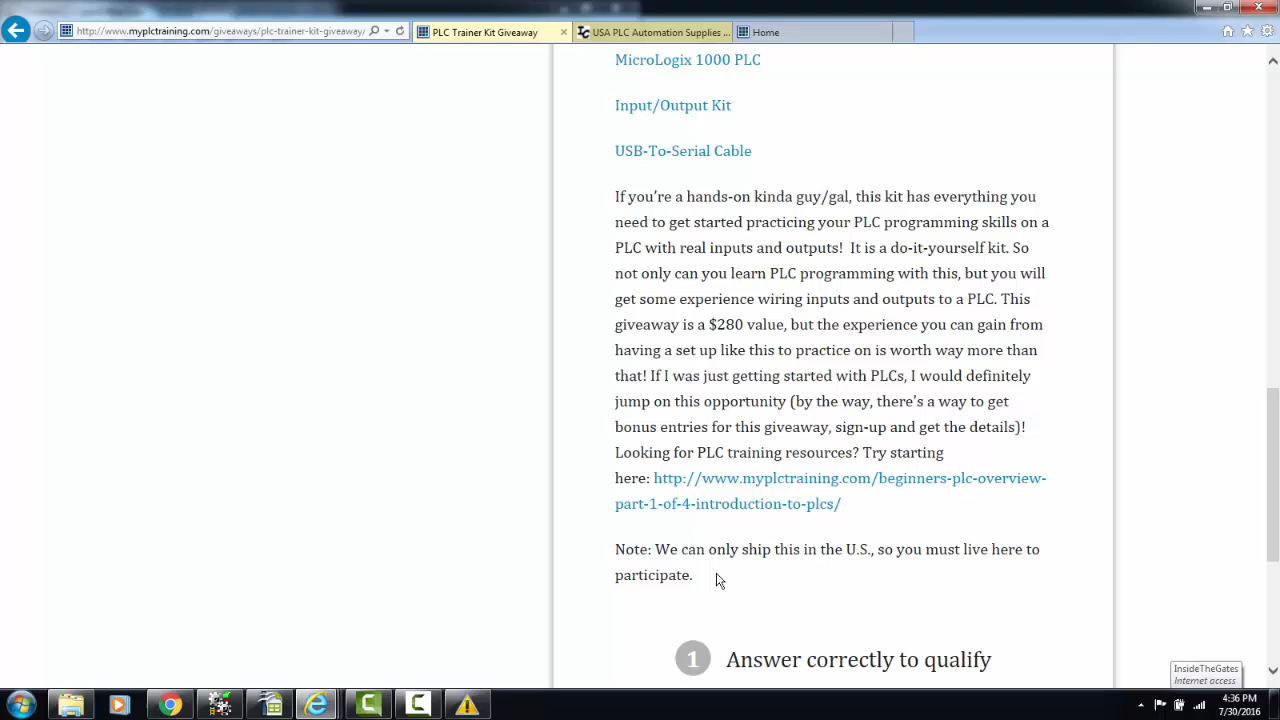 http://www.myplctraining.com/giveaways/plc-trainer-kit-giveaway/
PLC Trainer Kit Giveaway
USA PLC Automation Supplies ...
Home
MicroLogix 1000 PLC
Input/Output Kit
USB-To-Serial Cable
If you’re a hands-on kinda guy/gal, this kit has everything you
need to get started practicing your PLC programming skills on a
PLC with real inputs and outputs!  It is a do-it-yourself kit. So
not only can you learn PLC programming with this, but you will
get some experience wiring inputs and outputs to a PLC. This
giveaway is a $280 value, but the experience you can gain from
having a set up like this to practice on is worth way more than
that! If I was just getting started with PLCs, I would definitely
jump on this opportunity (by the way, there’s a way to get
bonus entries for this giveaway, sign-up and get the details)!
Looking for PLC training resources? Try starting
here: http://www.myplctraining.com/beginners-plc-overview-
part-1-of-4-introduction-to-plcs/
Note: We can only ship this in the U.S., so you must live here to
participate.
1 Answer correctly to qualify
InsideTheGates
Internet access
4:36 PM
7/30/2016